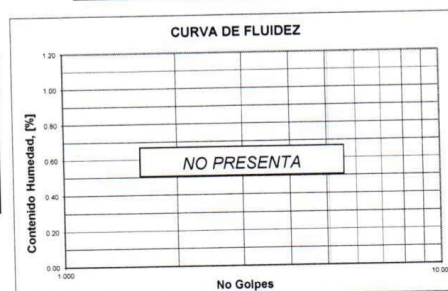 CURVA DE FLUIDEZ
Contenido Humedad, [%]
1.20
1.00
0.80
0.60
0.40
0.20
0.00
NO PRESENTA
1.000
10.00
No Golpes